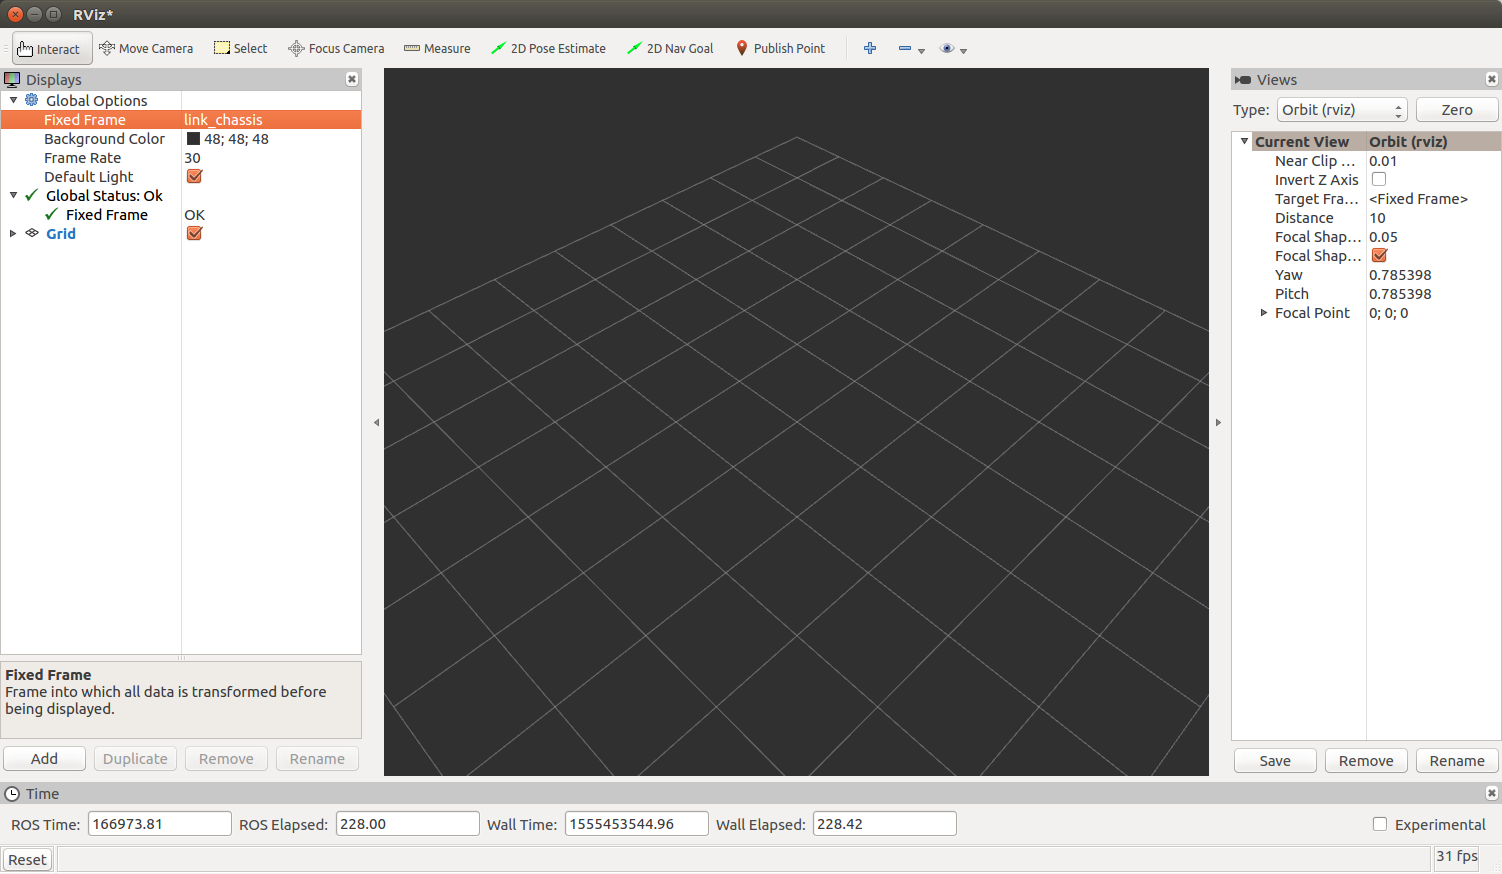 RViz*
Interact Move Camera Select Focus Camera Measure 2D Pose Estimate 2D Nav Goal Publish Point
Displays
Global Options
Fixed Frame link_chassis
Background Color 48; 48; 48
Frame Rate 30
Default Light
Global Status: Ok
Fixed Frame OK
Grid
Fixed Frame
Frame into which all data is transformed before
being displayed.
Add Duplicate Remove Rename
Views
Type: Orbit (rviz) Zero
Current View Orbit (rviz)
Near Clip ... 0.01
Invert Z Axis
Target Fra... <Fixed Frame>
Distance 10
Focal Shap... 0.05
Focal Shap...
Yaw 0.785398
Pitch 0.785398
Focal Point 0; 0; 0
Save Remove Rename
Time
ROS Time: 166973.81 ROS Elapsed: 228.00 Wall Time: 1555453544.96 Wall Elapsed: 228.42 Experimental
Reset 31 fps